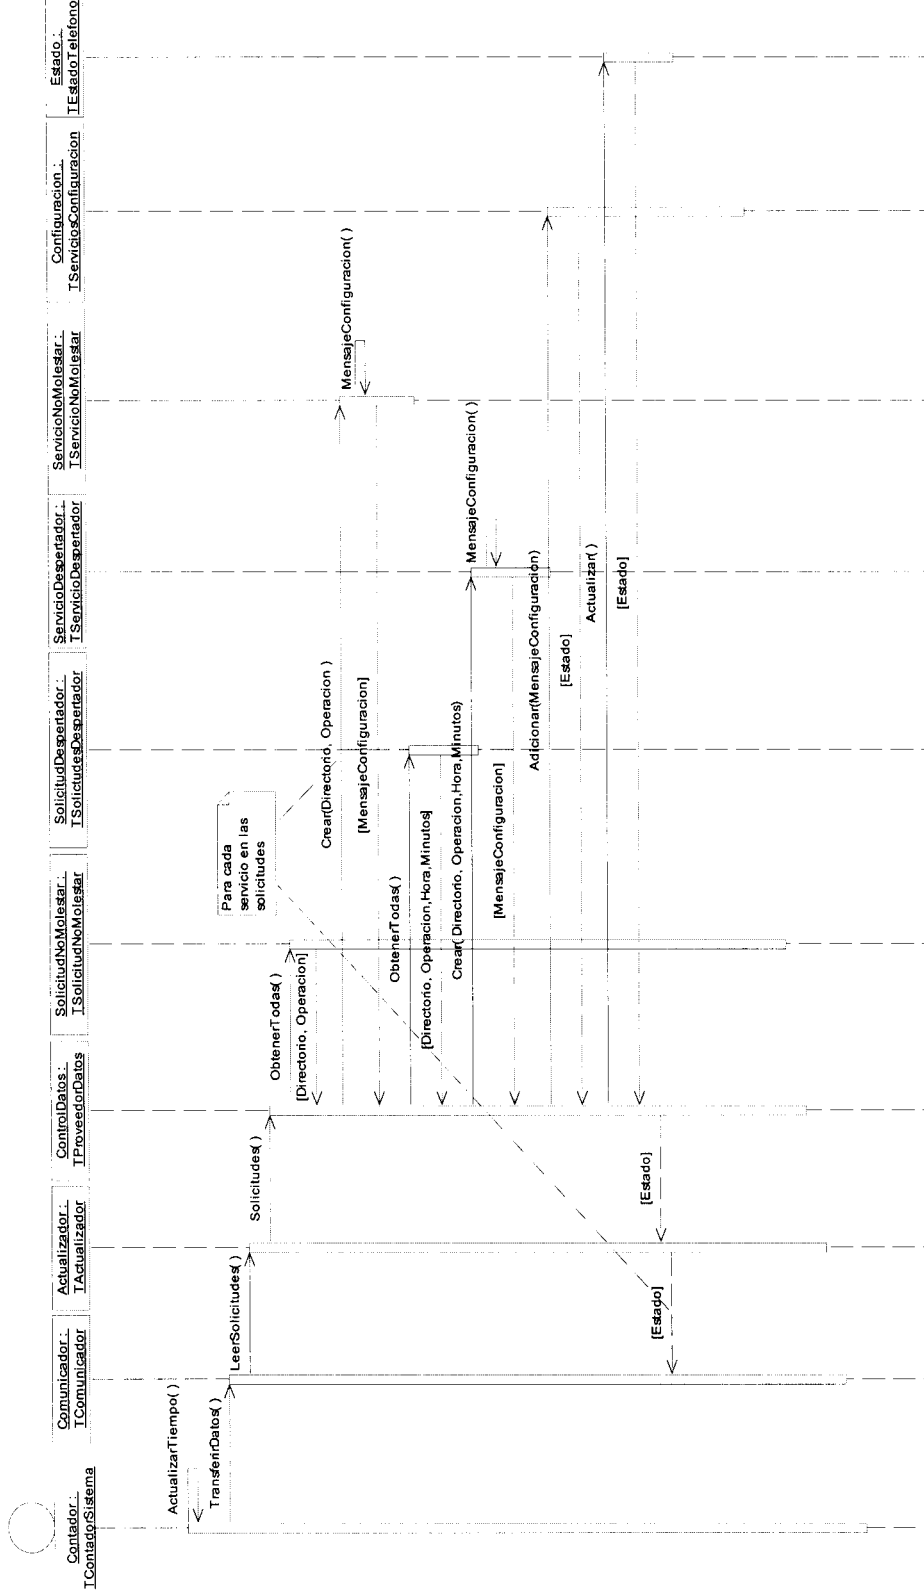 Contador :
TContadorSistema
Comunicador :
TComunicador
Actualizador :
TActualizador
ControlDatos :
TProveedorDatos
SolicitudNoMolestar :
TSolicitudNoMolestar
SolicitudDespertador :
TSolictudesDespertador
ServicioDespertador :
TServicioDespertador
ServicioNoMolestar :
TServicioNoMolestar
Configuracion :
TServiciosConfiguracion
Estado :
TEstadoTelefono
ActualizarTiempo( )
TransferirDatos( )
LeerSolicitudes( )
Solicitudes( )
ObtenerTodas( )
[Directorio, Operacion]
Para cada
servicio en las
solicitudes
Crear(Directorio, Operacion )
MensajeConfiguracion( )
[MensajeConfiguracion]
ObtenerTodas( )
[Directorio, Operacion,Hora,Minutos]
Crear( Directorio, Operacion,Hora,Minutos)
MensajeConfiguracion( )
[MensajeConfiguracion]
Adicionar(MensajeConfiguracion)
[Estado]
Actualizar( )
[Estado]
[Estado]
[Estado]